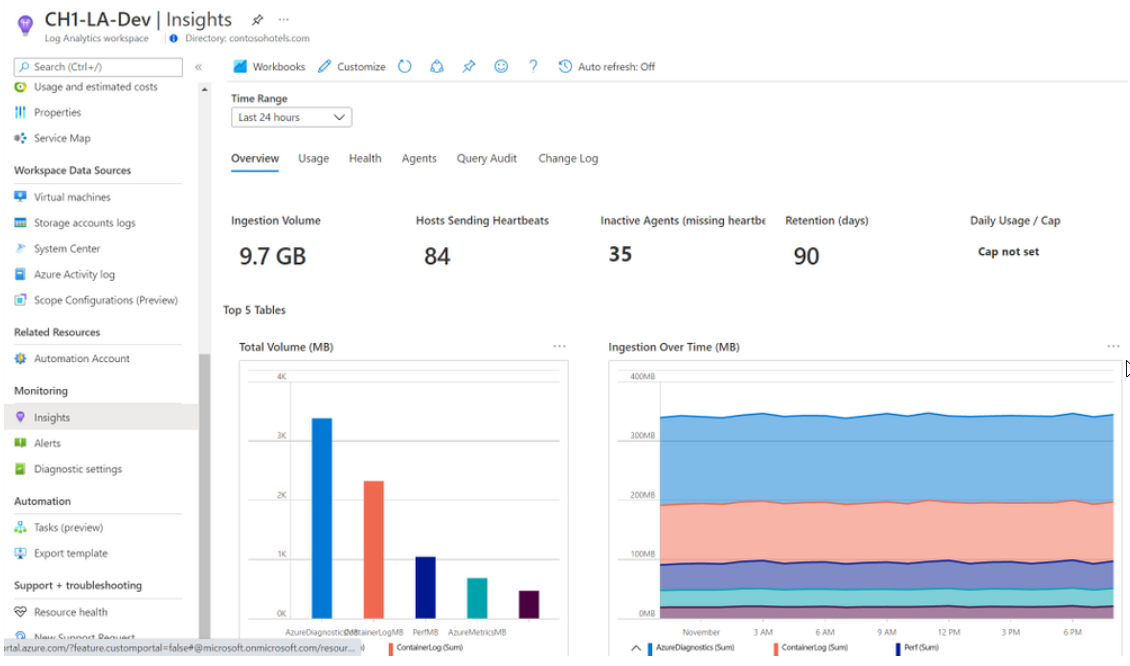 CH1-LA-Dev | Insights ...
Log Analytics workspace Directory: contosohotels.com
Search (Ctrl+/) «
Usage and estimated costs
Properties
Service Map
Workspace Data Sources
Virtual machines
Storage accounts logs
System Center
Azure Activity log
Scope Configurations (Preview)
Related Resources
Automation Account
Monitoring
Insights
Alerts
Diagnostic settings
Automation
Tasks (preview)
Export template
Support + troubleshooting
Resource health
New Support Request
rtal.azure.com/?feature.customportal=false#@microsoft.onmicrosoft.com/resour...
Workbooks Customize ? Auto refresh: Off
Time Range
Last 24 hours
Overview Usage Health Agents Query Audit Change Log
Ingestion Volume Hosts Sending Heartbeats Inactive Agents (missing heartbe Retention (days) Daily Usage / Cap
9.7 GB 84 35 90 Cap not set
Top 5 Tables
Total Volume (MB) ...
4K
3K
2K
1K
0K
AzureDiagnostics ContainerLogMB PerfMB AzureMetricsMB
ContainerLog (Sum)
Ingestion Over Time (MB) ...
400MB
300MB
200MB
100MB
0MB
November 3 AM 6 AM 9 AM 12 PM 3 PM 6 PM
AzureDiagnostics (Sum) ContainerLog (Sum) Perf (Sum)